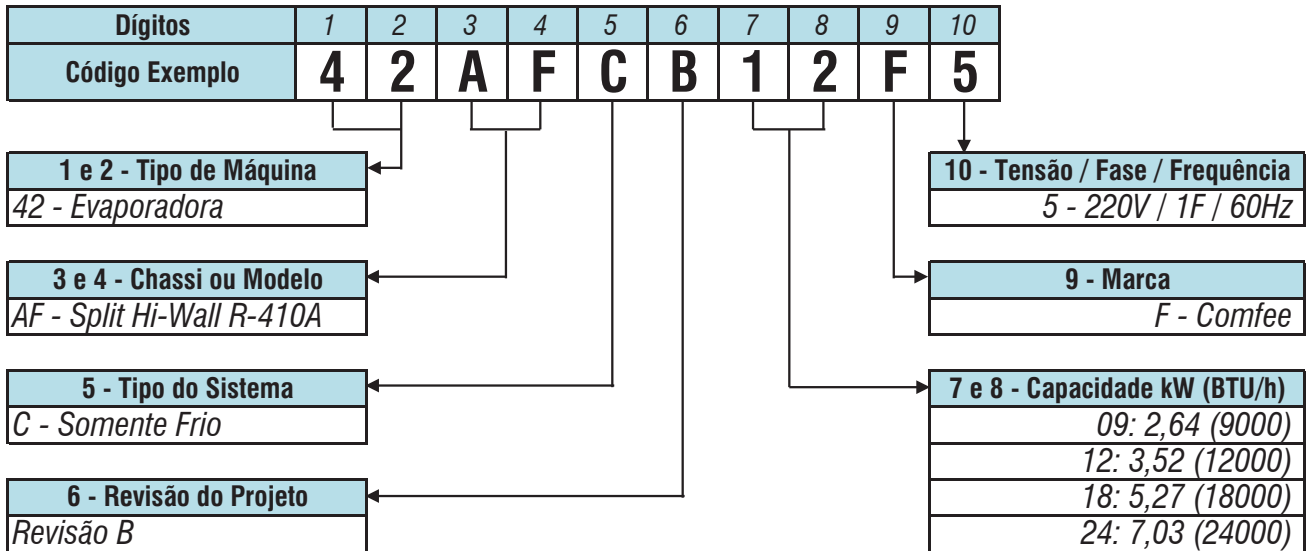 Dígitos 1 2 3 4 5 6 7 8 9 10
Código Exemplo 4 2 A F C B 1 2 F 5
1 e 2 - Tipo de Máquina
42 - Evaporadora
3 e 4 - Chassi ou Modelo
AF - Split Hi-Wall R-410A
5 - Tipo do Sistema
C - Somente Frio
6 - Revisão do Projeto
Revisão B
10 - Tensão / Fase / Frequência
5 - 220V / 1F / 60Hz
9 - Marca
F - Comfee
7 e 8 - Capacidade kW (BTU/h)
09: 2,64 (9000)
12: 3,52 (12000)
18: 5,27 (18000)
24: 7,03 (24000)